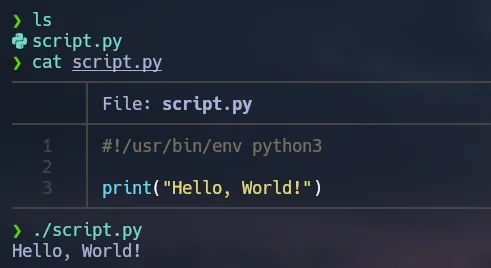 ❯ ls
script.py
❯ cat script.py
File: script.py
1 #!/usr/bin/env python3
2
3 print("Hello, World!")
❯ ./script.py
Hello, World!